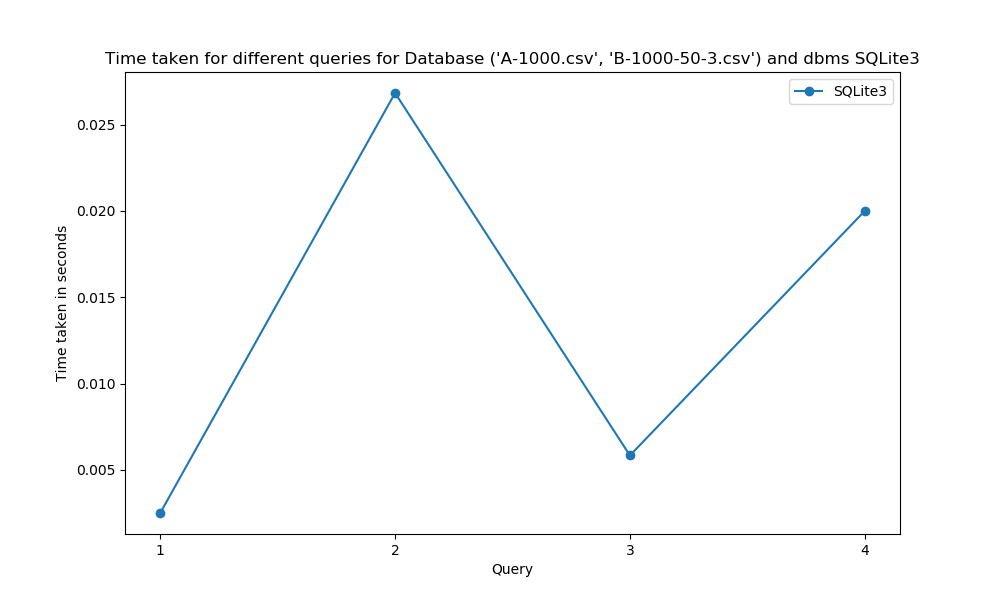 Time taken for different queries for Database ('A-1000.csv', 'B-1000-50-3.csv') and dbms SQLite3
SQLite3
0.025
0.020
0.015
0.010
0.005
Time taken in seconds
1 2 3 4
Query